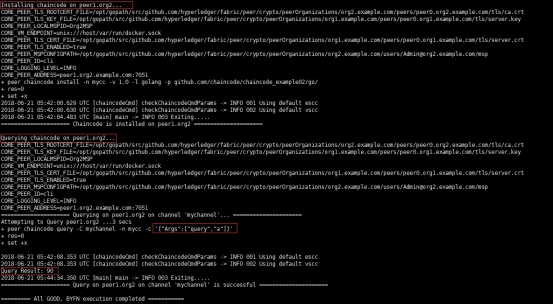 Installing chaincode on peer1.org2...
CORE_PEER_TLS_ROOTCERT_FILE=/opt/gopath/src/github.com/hyperledger/fabric/peer/crypto/peerOrganizations/org2.example.com/peers/peer0.org2.example.com/tls/ca.crt
CORE_PEER_TLS_KEY_FILE=/opt/gopath/src/github.com/hyperledger/fabric/peer/crypto/peerOrganizations/org1.example.com/peers/peer0.org1.example.com/tls/server.key
CORE_PEER_LOCALMSPID=Org2MSP
CORE_VM_ENDPOINT=unix:///host/var/run/docker.sock
CORE_PEER_TLS_CERT_FILE=/opt/gopath/src/github.com/hyperledger/fabric/peer/crypto/peerOrganizations/org1.example.com/peers/peer0.org1.example.com/tls/server.crt
CORE_PEER_TLS_ENABLED=true
CORE_PEER_MSPCONFIGPATH=/opt/gopath/src/github.com/hyperledger/fabric/peer/crypto/peerOrganizations/org2.example.com/users/Admin@org2.example.com/msp
CORE_PEER_ID=cli
CORE_LOGGING_LEVEL=INFO
CORE_PEER_ADDRESS=peer1.org2.example.com:7051
+ peer chaincode install -n mycc -v 1.0 -l golang -p github.com/chaincode/chaincode_example02/go/
+ res=0
+ set +x
2018-06-21 05:42:00.629 UTC [chaincodeCmd] checkChaincodeCmdParams -> INFO 001 Using default escc
2018-06-21 05:42:00.630 UTC [chaincodeCmd] checkChaincodeCmdParams -> INFO 002 Using default vscc
2018-06-21 05:42:04.483 UTC [main] main -> INFO 003 Exiting.....
===================== Chaincode is installed on peer1.org2 =====================
Querying chaincode on peer1.org2...
CORE_PEER_TLS_ROOTCERT_FILE=/opt/gopath/src/github.com/hyperledger/fabric/peer/crypto/peerOrganizations/org2.example.com/peers/peer0.org2.example.com/tls/ca.crt
CORE_PEER_TLS_KEY_FILE=/opt/gopath/src/github.com/hyperledger/fabric/peer/crypto/peerOrganizations/org1.example.com/peers/peer0.org1.example.com/tls/server.key
CORE_PEER_LOCALMSPID=Org2MSP
CORE_VM_ENDPOINT=unix:///host/var/run/docker.sock
CORE_PEER_TLS_CERT_FILE=/opt/gopath/src/github.com/hyperledger/fabric/peer/crypto/peerOrganizations/org1.example.com/peers/peer0.org1.example.com/tls/server.crt
CORE_PEER_TLS_ENABLED=true
CORE_PEER_MSPCONFIGPATH=/opt/gopath/src/github.com/hyperledger/fabric/peer/crypto/peerOrganizations/org2.example.com/users/Admin@org2.example.com/msp
CORE_PEER_ID=cli
CORE_LOGGING_LEVEL=INFO
CORE_PEER_ADDRESS=peer1.org2.example.com:7051
===================== Querying on peer1.org2 on channel 'mychannel'... =====================
Attempting to Query peer1.org2 ...3 secs
+ peer chaincode query -C mychannel -n mycc -c '{"Args":["query","a"]}'
+ res=0
+ set +x
2018-06-21 05:42:08.353 UTC [chaincodeCmd] checkChaincodeCmdParams -> INFO 001 Using default escc
2018-06-21 05:42:08.353 UTC [chaincodeCmd] checkChaincodeCmdParams -> INFO 002 Using default vscc
Query Result: 90
2018-06-21 05:44:34.350 UTC [main] main -> INFO 003 Exiting.....
===================== Query on peer1.org2 on channel 'mychannel' is successful =====================
========= All GOOD, BYFN execution completed ===========